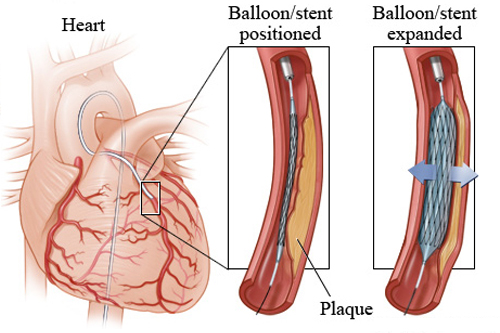 Heart
Balloon/stent
positioned
Balloon/stent
expanded
Plaque